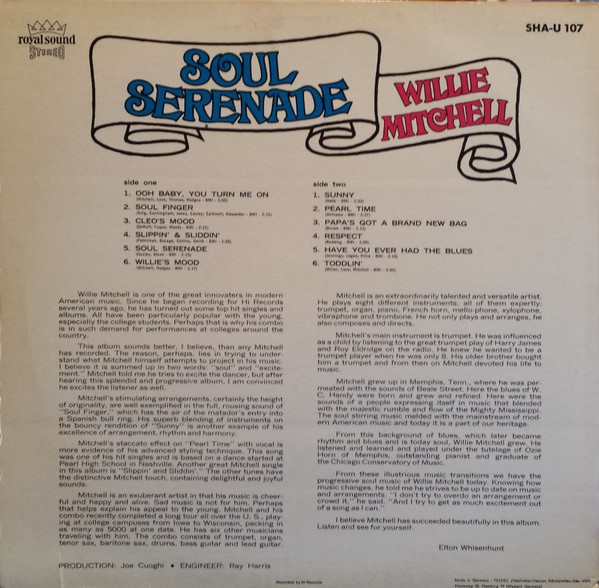 royal sound
STEREO
SHA-U 107
SOUL
SERENADE
WILLIE
MITCHELL
side one
1. OOH BABY, YOU TURN ME ON
(Mitchell, Love, Thomas, Hodges - BMI - 2:00)
2. SOUL FINGER
3. CLEO'S MOOD
4. SLIPPIN' & SLIDDIN'
5. SOUL SERENADE
6. WILLIE'S MOOD
(Mitchell, Hodges - BMI - 2:17)
side two
1. SUNNY
2. PEARL TIME
3. PAPA'S GOT A BRAND NEW BAG
4. RESPECT
5. HAVE YOU EVER HAD THE BLUES
6. TODDLIN'
Willie Mitchell is one of the great innovaters in modern
American music. Since he began recording for Hi Records
several years ago, he has turned out some top hit singles and
albums. All have been particularly popular with the young,
especially the college students. Perhaps that is why his combo
is in such demand for performances at colleges around the
country.
This album sounds better, I believe, than any Mitchell
has recorded. The reason, perhaps, lies in trying to under-
stand what Mitchell himself attempts to project in his music.
I believe it is summed up in two words: "soul" and "excite-
ment." Mitchell told me he tries to excite the dancer, but after
hearing this splendid and progressive album, I am convinced
he excites the listener as well.
Mitchell's stimulating arrangements, certainly the height
of originality, are well exemplified in the full, rousing sound of
"Soul Finger," which has the air of the matador's entry into
a Spanish bull ring. His superb blending of instruments on
the bouncy rendition of "Sunny" is another example of his
excellence of arrangement, rhythm and harmony.
Mitchell's staccato effect on "Pearl Time" with vocal is
more evidence of his advanced styling technique. This song
was one of his hit singles and is based on a dance started at
Pearl High School in Nashville. Another great Mitchell single
in this album is "Slippin' and Sliddin'." The other tunes have
the distinctive Mitchell touch, containing delightful and joyful
sounds.
Mitchell is an exuberant artist in that his music is cheer-
ful and happy and alive. Sad music is not for him. Perhaps
that helps explain his appeal to the young. Mitchell and his
combo recently completed a long tour all over the U. S., play-
ing at college campuses from Iowa to Wisconsin, packing in
as many as 5000 at one date. He has six other musicians
traveling with him. The combo consists of trumpet, organ,
tenor sax, baritone sax, drums, bass guitar and lead guitar.
Mitchell is an extraordinarily talented and versatile artist.
He plays eight different instruments, all of them expertly:
trumpet, organ, piano, French horn, mello phone, xylophone,
vibraphone and trombone. He not only plays and arranges, he
also composes and directs.
Mitchell's main instrument is trumpet. He was influenced
as a child by listening to the great trumpet play of Harry James
and Roy Eldridge on the radio. He knew he wanted to be a
trumpet player when he was only 8. His older brother bought
him a trumpet and from then on Mitchell devoted his life to
music.
Mitchell grew up in Memphis, Tenn., where he was per-
meated with the sounds of Beale Street. Here the blues of W.
C. Handy were born and grew and refined. Here were the
sounds of a people expressing itself in music that blended
with the majestic rumble and flow of the Mighty Mississippi.
The soul stirring music melded with the mainstream of mod-
ern American music and today it is a part of our heritage.
From this background of blues, which later became
rhythm and blues and is today soul, Willie Mitchell grew. He
listened and learned and played under the tutelage of Ozie
Horn of Memphis, outstanding pianist and graduate of
the Chicago Conservatory of Music.
From these illustrious music transitions we have the
progressive soul music of Willie Mitchell today. Knowing how
music changes, he told me he tries to be up to date on music
and arrangements. "I don't try to overdo an arrangement or
crowd it," he said. "And I try to get as much excitement out
of a song as I can."
I believe Mitchell has succeeded beautifully in this album.
Listen and see for yourself.
Elton Whisenhunt
PRODUCTION: Joe Cuoghi • ENGINEER: Ray Harris
Recorded by Hi Records